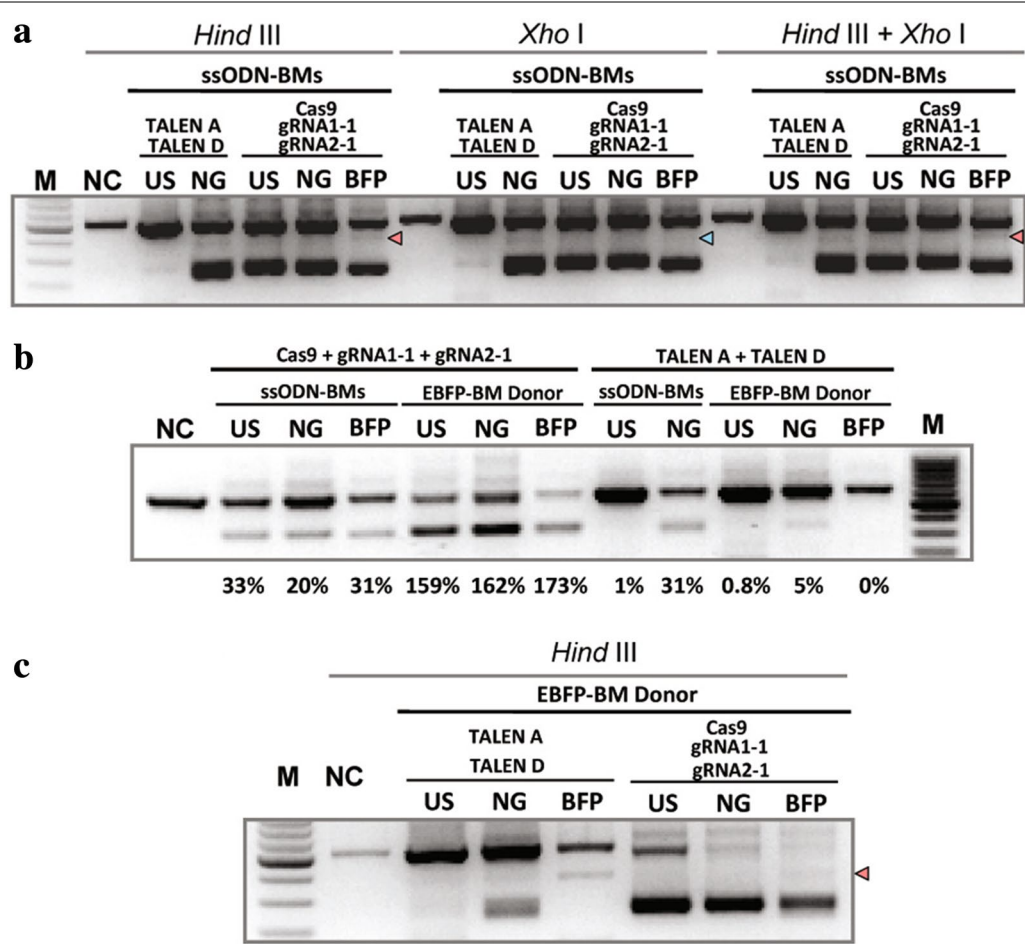 a
Hind III Xho I Hind III + Xho I
ssODN-BMs ssODN-BMs ssODN-BMs
TALEN A TALEN D Cas9 gRNA1-1 gRNA2-1 TALEN A TALEN D Cas9 gRNA1-1 gRNA2-1 TALEN A TALEN D Cas9 gRNA1-1 gRNA2-1
M NC US NG US NG BFP US NG US NG BFP US NG US NG BFP
b
Cas9 + gRNA1-1 + gRNA2-1 TALEN A + TALEN D
ssODN-BMs EBFP-BM Donor ssODN-BMs EBFP-BM Donor
NC US NG BFP US NG BFP US NG US NG BFP M
33% 20% 31% 159% 162% 173% 1% 31% 0.8% 5% 0%
c
Hind III
EBFP-BM Donor
TALEN A TALEN D Cas9 gRNA1-1 gRNA2-1
M NC US NG BFP US NG BFP